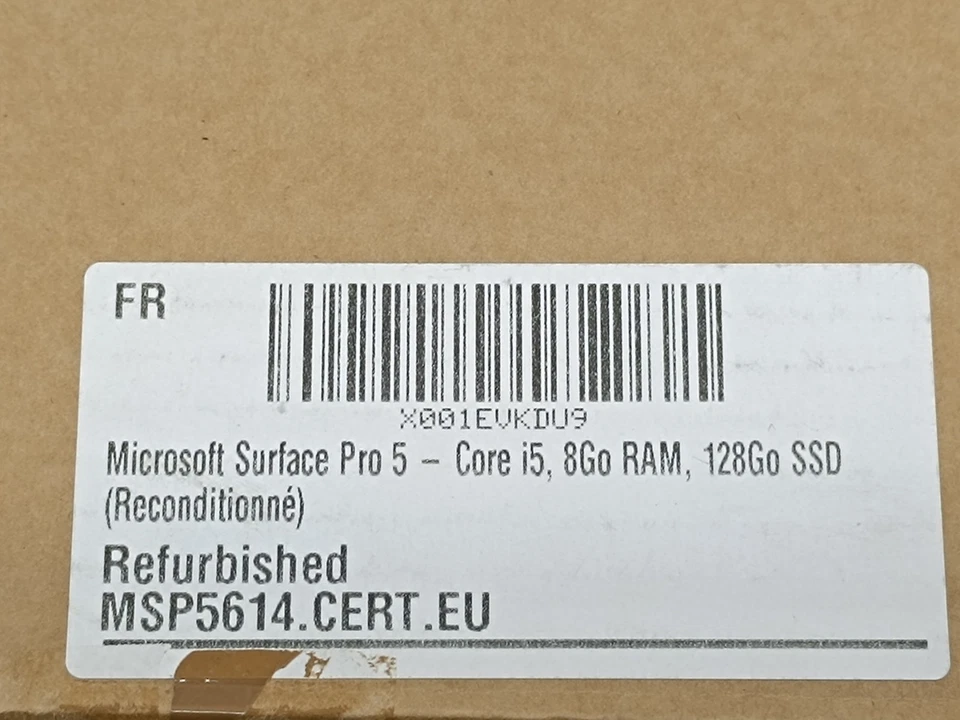 FR
X001EVKDU9
Microsoft Surface Pro 5 – Core i5, 8Go RAM, 128Go SSD
(Reconditionné)
Refurbished
MSP5614.CERT.EU